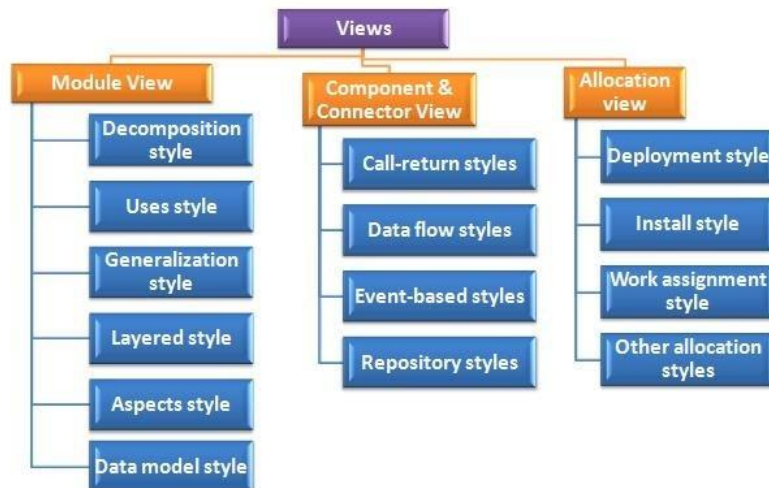 Views
Module View
Decomposition
style
Uses style
Generalization
style
Layered style
Aspects style
Data model style
Component &
Connector View
Call-return styles
Data flow styles
Event-based styles
Repository styles
Allocation
view
Deployment style
Install style
Work assignment
style
Other allocation
styles